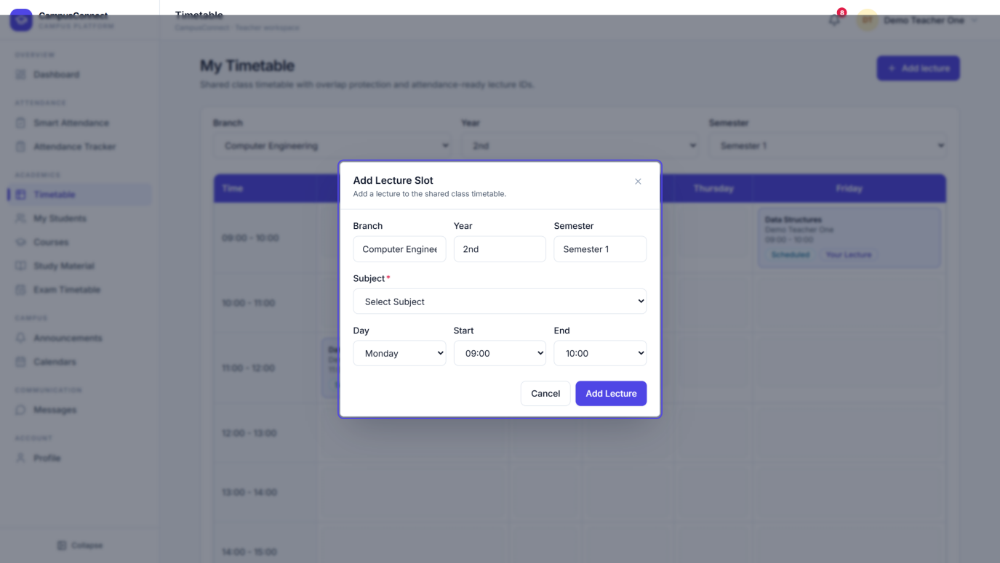 CampusConnect
CAMPUS PLATFORM
Timetable
CampusConnect · Teacher workspace
8
DT
Demo Teacher One
OVERVIEW
Dashboard
ATTENDANCE
Smart Attendance
Attendance Tracker
ACADEMICS
Timetable
My Students
Courses
Study Material
Exam Timetable
CAMPUS
Announcements
Calendars
COMMUNICATION
Messages
ACCOUNT
Profile
Collapse
My Timetable
Shared class timetable with overlap protection and attendance-ready lecture IDs.
+ Add lecture
Branch Year Semester
Computer Engineering 2nd Semester 1
Time Thursday Friday
09:00 - 10:00
Data Structures
Demo Teacher One
09:00 - 10:00
Scheduled Your Lecture
10:00 - 11:00
11:00 - 12:00
12:00 - 13:00
13:00 - 14:00
14:00 - 15:00
Add Lecture Slot
Add a lecture to the shared class timetable.
Branch Year Semester
Computer Enginee 2nd Semester 1
Subject*
Select Subject
Day Start End
Monday 09:00 10:00
Cancel Add Lecture